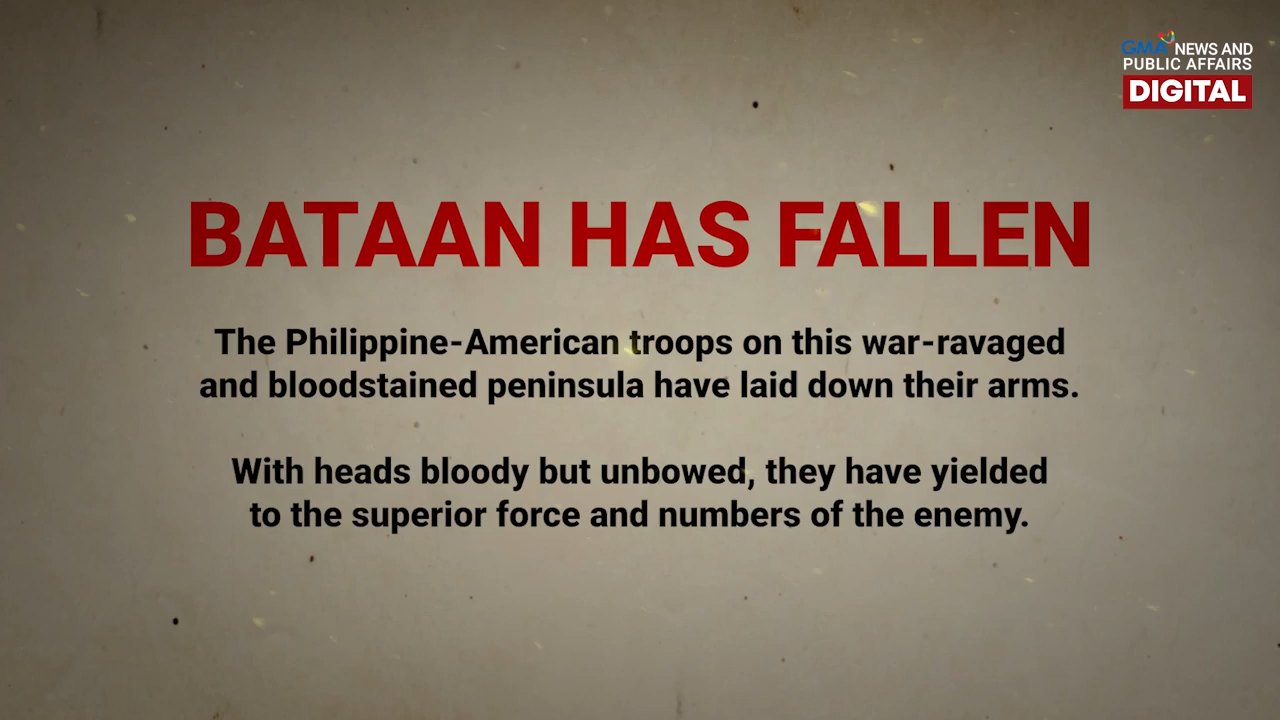 GMA NEWS AND
PUBLIC AFFAIRS
DIGITAL
BATAAN HAS FALLEN
The Philippine-American troops on this war-ravaged
and bloodstained peninsula have laid down their arms.
With heads bloody but unbowed, they have yielded
to the superior force and numbers of the enemy.